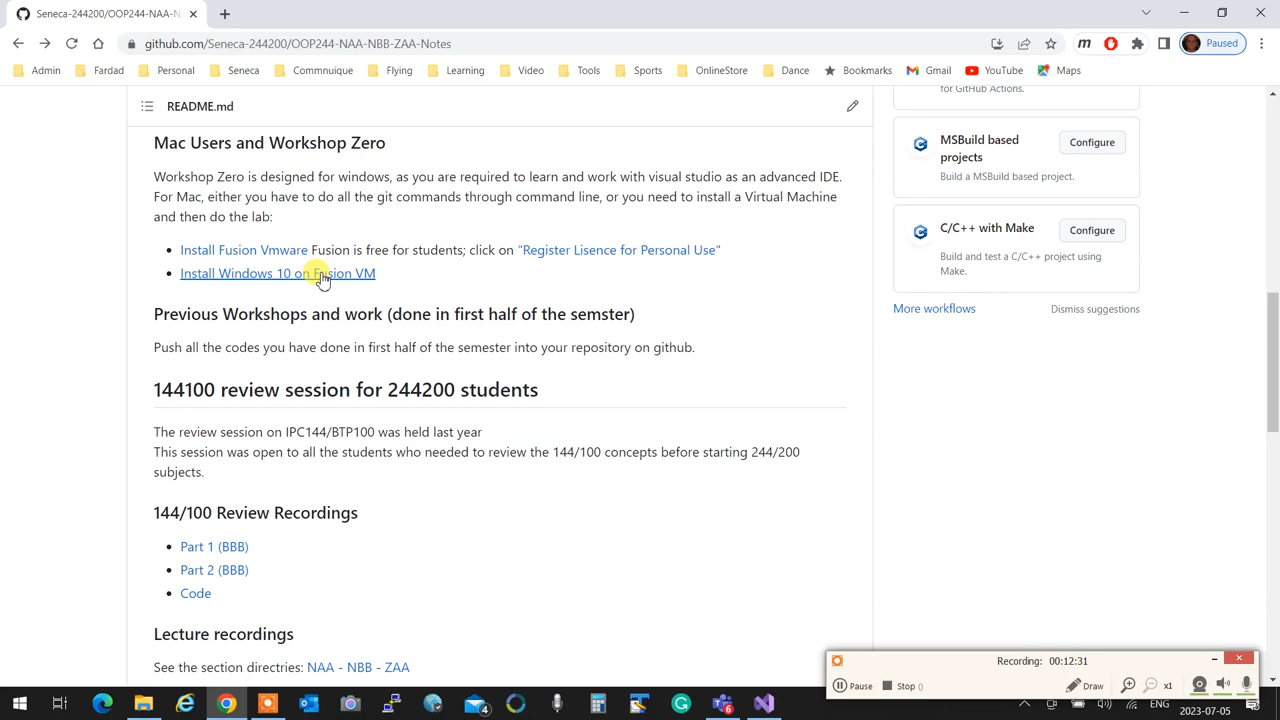 Seneca-244200/OOP244-NAA-N
github.com/Seneca-244200/OOP244-NAA-NBB-ZAA-Notes
Paused
Admin Fardad Personal Seneca Commnuique Flying Learning Video Tools Sports OnlineStore Dance Bookmarks Gmail YouTube Maps
README.md
for GitHub Actions.
Mac Users and Workshop Zero
Workshop Zero is designed for windows, as you are required to learn and work with visual studio as an advanced IDE.
For Mac, either you have to do all the git commands through command line, or you need to install a Virtual Machine
and then do the lab:
Install Fusion Vmware Fusion is free for students; click on "Register Lisence for Personal Use"
Install Windows 10 on Fusion VM
Previous Workshops and work (done in first half of the semster)
Push all the codes you have done in first half of the semester into your repository on github.
144100 review session for 244200 students
The review session on IPC144/BTP100 was held last year
This session was open to all the students who needed to review the 144/100 concepts before starting 244/200
subjects.
144/100 Review Recordings
Part 1 (BBB)
Part 2 (BBB)
Code
Lecture recordings
See the section directries: NAA - NBB - ZAA
MSBuild based
projects
Configure
Build a MSBuild based project.
C/C++ with Make
Configure
Build and test a C/C++ project using
Make.
More workflows
Dismiss suggestions
Recording: 00:12:31
Pause Stop () Draw x1
4
6
ENG
2023-07-05